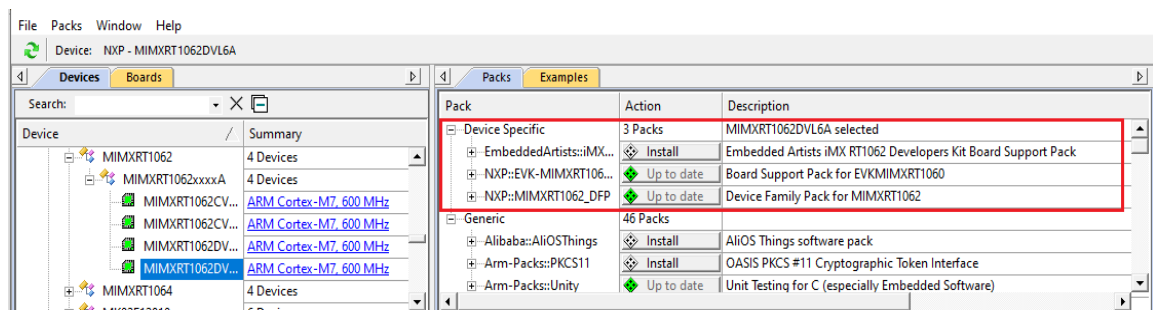 File Packs Window Help
Device: NXP - MIMXRT1062DVL6A
Devices Boards
Search:
Device / Summary
MIMXRT1062 4 Devices
MIMXRT1062xxxxA 4 Devices
MIMXRT1062CV... ARM Cortex-M7, 600 MHz
MIMXRT1062CV... ARM Cortex-M7, 600 MHz
MIMXRT1062DV... ARM Cortex-M7, 600 MHz
MIMXRT1062DV... ARM Cortex-M7, 600 MHz
MIMXRT1064 4 Devices
Packs Examples
Pack Action Description
Device Specific 3 Packs MIMXRT1062DVL6A selected
EmbeddedArtists::iMX... Install Embedded Artists iMX RT1062 Developers Kit Board Support Pack
NXP::EVK-MIMXRT106... Up to date Board Support Pack for EVKMIMXRT1060
NXP::MIMXRT1062_DFP Up to date Device Family Pack for MIMXRT1062
Generic 46 Packs
Alibaba::AliOSThings Install AliOS Things software pack
Arm-Packs::PKCS11 Install OASIS PKCS #11 Cryptographic Token Interface
Arm-Packs::Unity Up to date Unit Testing for C (especially Embedded Software)